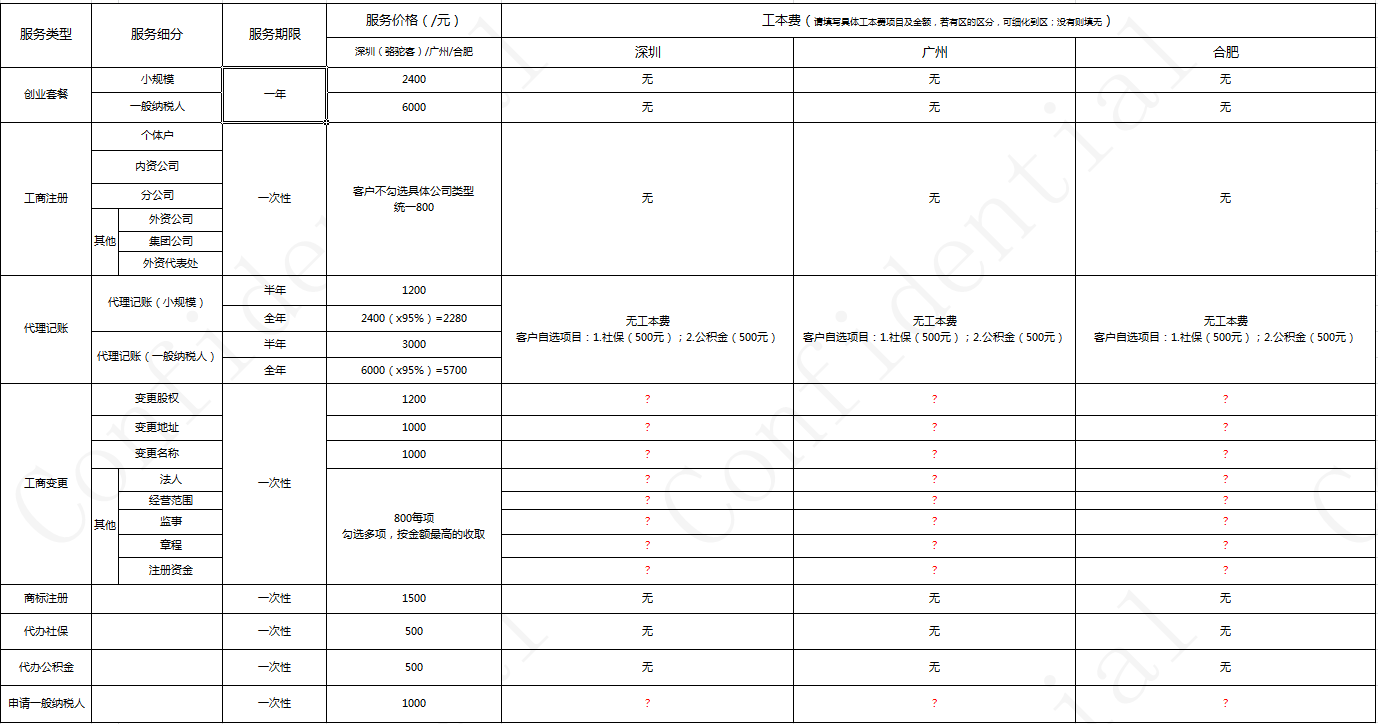 服务类型
服务细分
服务期限
服务价格（/元）
工本费（请填写具体工本费项目及金额，若有区的区分，可细化到区；没有则填无）
深圳（骆驼客）/广州/合肥
深圳
广州
合肥
创业套餐
小规模
一年
2400
无
无
无
一般纳税人
6000
无
无
无
工商注册
个体户
内资公司
分公司
其他
外资公司
集团公司
外资代表处
一次性
客户不勾选具体公司类型
统一800
无
无
无
代理记账
代理记账（小规模）
半年
1200
全年
2400（x95%）=2280
代理记账（一般纳税人）
半年
3000
全年
6000（x95%）=5700
无工本费
客户自选项目：1.社保（500元）；2.公积金（500元）
无工本费
客户自选项目：1.社保（500元）；2.公积金（500元）
无工本费
客户自选项目：1.社保（500元）；2.公积金（500元）
工商变更
变更股权
一次性
1200
?
?
?
变更地址
1000
?
?
?
变更名称
1000
?
?
?
其他
法人
800每项
勾选多项，按金额最高的收取
?
?
?
经营范围
?
?
?
监事
?
?
?
章程
?
?
?
注册资金
?
?
?
商标注册
一次性
1500
无
无
无
代办社保
一次性
500
无
无
无
代办公积金
一次性
500
无
无
无
申请一般纳税人
一次性
1000
?
?
?
Confidential
Confidential